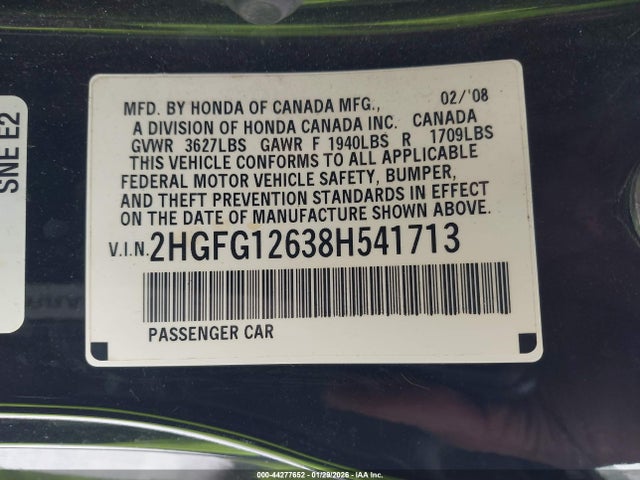 MFD. BY HONDA OF CANADA MFG., 02/'08
A DIVISION OF HONDA CANADA INC. CANADA
GVWR 3627LBS GAWR F 1940LBS R 1709LBS
THIS VEHICLE CONFORMS TO ALL APPLICABLE
FEDERAL MOTOR VEHICLE SAFETY, BUMPER,
AND THEFT PREVENTION STANDARDS IN EFFECT
ON THE DATE OF MANUFACTURE SHOWN ABOVE.
V.I.N. 2HGFG12638H541713
PASSENGER CAR
SNE E2
000-44277652 - 01/29/2026 - IAA Inc.